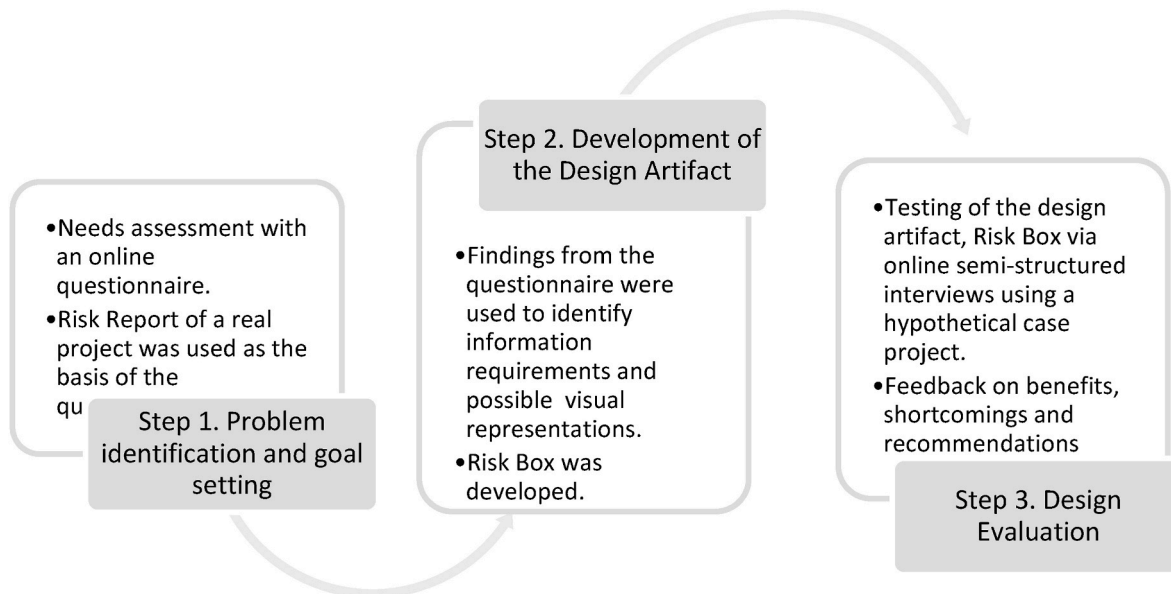 •Needs assessment with
an online
questionnaire.
•Risk Report of a real
project was used as the
basis of the
Step 1. Problem
identification and goal
setting
Step 2. Development of
the Design Artifact
•Findings from the
questionnaire were
used to identify
information
requirements and
possible visual
representations.
•Risk Box was
developed.
•Testing of the design
artifact, Risk Box via
online semi-structured
interviews using a
hypothetical case
project.
•Feedback on benefits,
shortcomings and
recommendations
Step 3. Design
Evaluation